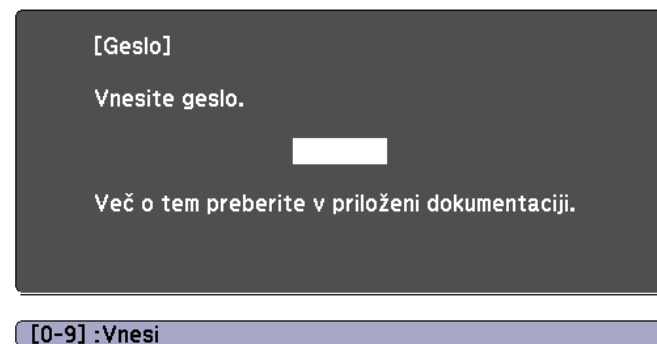 [Geslo]
Vnesite geslo.
Več o tem preberite v priloženi dokumentaciji.
[0-9] :Vnesi